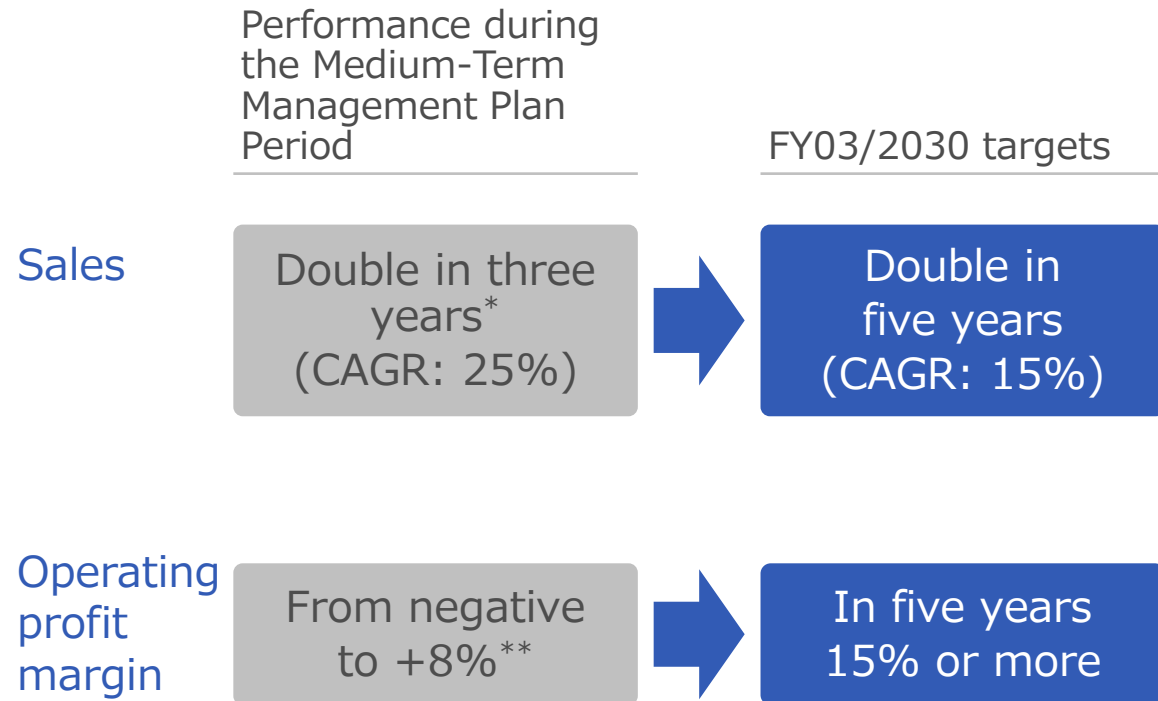 Performance during
the Medium-Term
Management Plan
Period
FY03/2030 targets
Sales
Double in three
years*
(CAGR: 25%)
Double in
five years
(CAGR: 15%)
Operating
profit
margin
From negative
to +8%**
In five years
15% or more